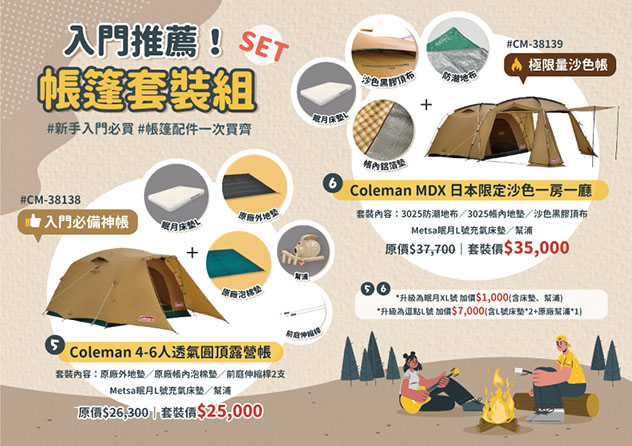 入門推薦！
SET
帳篷套裝組
#新手入門必買 #帳篷配件一次買齊
#CM-38138
入門必備神帳
眠月床墊L
原廠外地墊
原廠泡棉墊
幫浦
前庭伸縮桿
Coleman
5 Coleman 4-6人透氣圓頂露營帳
套裝內容：原廠外地墊／原廠帳內泡棉墊／前庭伸縮桿2支
Metsa眠月L號充氣床墊／幫浦
原價$26,300｜套裝價$25,000
#CM-38139
極限量沙色帳
沙色黑膠頂布
防潮地布
眠月床墊L
帳內鋁箔墊
6 Coleman MDX 日本限定沙色一房一廳
套裝內容：3025防潮地布／3025帳內地墊／沙色黑膠頂布
Metsa眠月L號充氣床墊／幫浦
原價$37,700｜套裝價$35,000
5 6
*升級為眠月XL號 加價$1,000(含床墊、幫浦)
*升級為逗點L號 加價$7,000(含L號床墊*2+原廠幫浦*1)